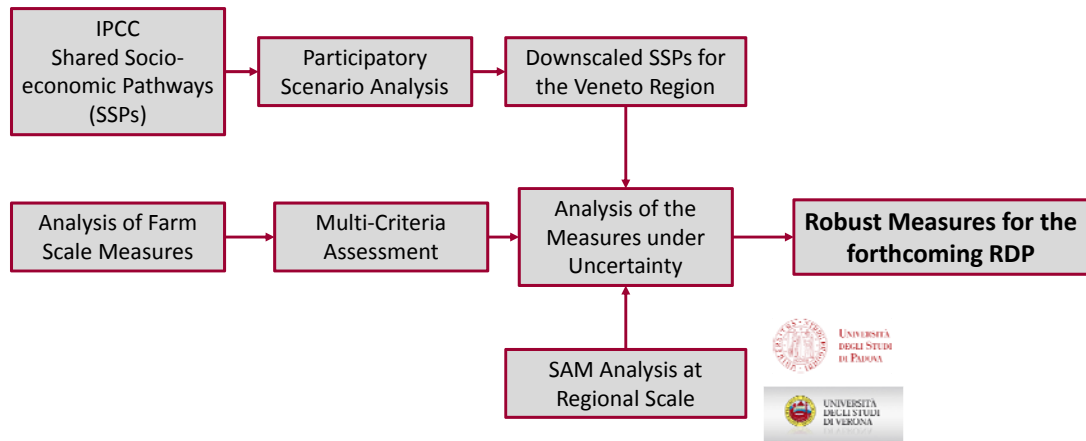 IPCC
Shared Socio-
economic Pathways
(SSPs)
Participatory
Scenario Analysis
Downscaled SSPs for
the Veneto Region
Analysis of Farm
Scale Measures
Multi-Criteria
Assessment
Analysis of the
Measures under
Uncertainty
Robust Measures for the
forthcoming RDP
SAM Analysis at
Regional Scale
UNIVERSITÀ
DEGLI STUDI
DI PADOVA
UNIVERSITÀ
DEGLI STUDI
DI VERONA